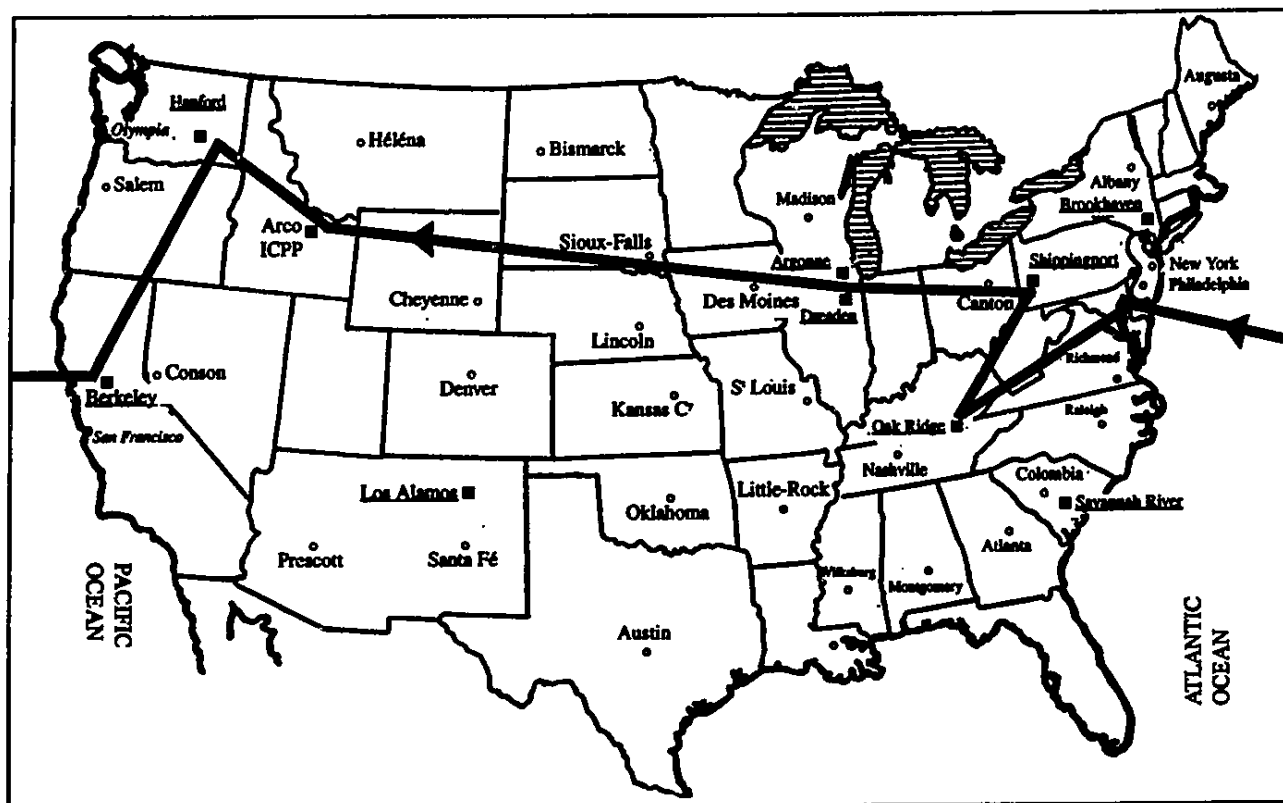 Augusta
Hanford
Olympia
Héléna
Bismarck
Salem
Albany
Madison
Brookhaven
Arco
ICPP
Sioux-Falls
Argonne
Shippingport
New York
Cheyenne
Des Moines
Canton
Philadelphia
Dresden
Lincoln
Richmond
Conson
Denver
Sᵗ Louis
Berkeley
Kansas Cʸ
Raleigh
San Francisco
Oak Ridge
Nashville
Colombia
Los Alamos
Little-Rock
Oklahoma
Savannah River
Prescott
Santa Fé
Atlanta
Montgomery
PACIFIC
OCEAN
Austin
ATLANTIC
OCEAN